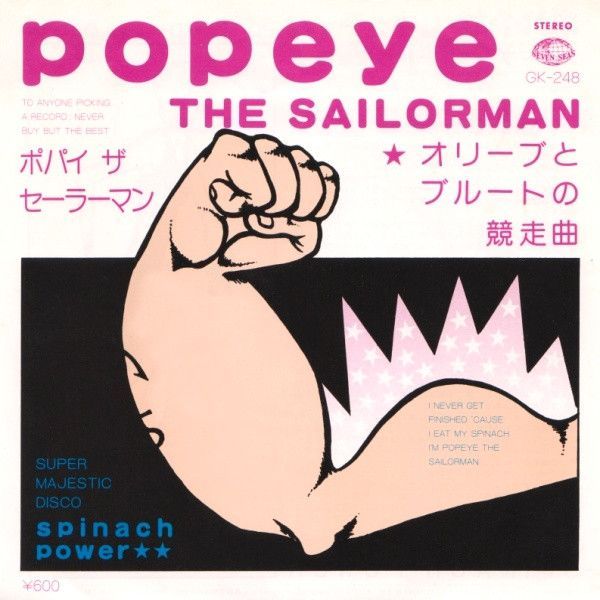 popeye
STEREO
SEVEN SEAS
GK-248
THE SAILORMAN
TO ANYONE PICKING
A RECORD, NEVER
BUY BUT THE BEST
ポパイ ザ
セーラーマン
★オリーブと
ブルートの
競走曲
I NEVER GET
FINISHED 'CAUSE
I EAT MY SPINACH
I'M POPEYE THE
SAILORMAN
SUPER
MAJESTIC
DISCO
spinach
power★★
¥600